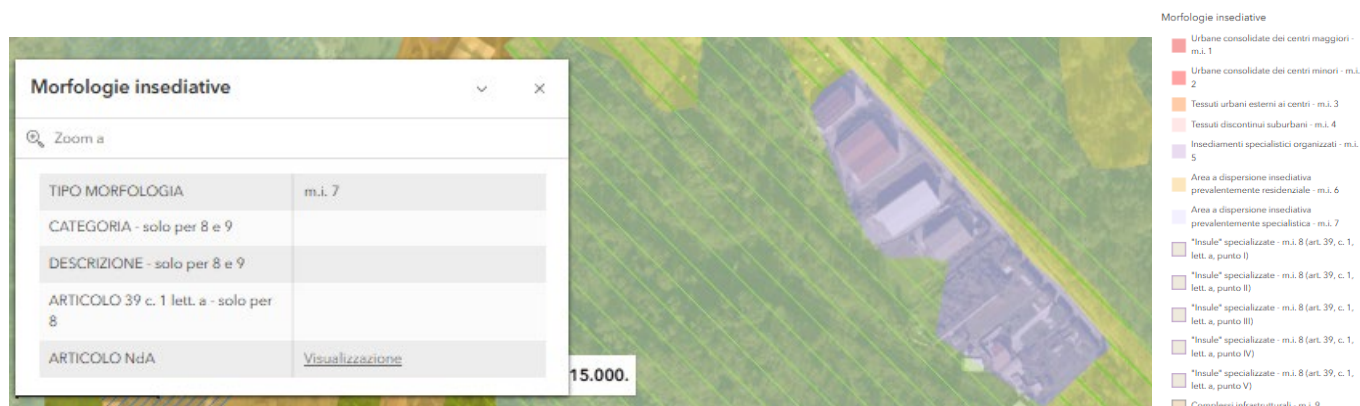 Morfologie insediative
Zoom a
TIPO MORFOLOGIA m.i. 7
CATEGORIA - solo per 8 e 9
DESCRIZIONE - solo per 8 e 9
ARTICOLO 39 c. 1 lett. a - solo per
8
ARTICOLO NdA Visualizzazione
15.000.
Morfologie insediative
Urbane consolidate dei centri maggiori -
m.i. 1
Urbane consolidate dei centri minori - m.i.
2
Tessuti urbani esterni ai centri - m.i. 3
Tessuti discontinui suburbani - m.i. 4
Insediamenti specialistici organizzati - m.i.
5
Area a dispersione insediativa
prevalentemente residenziale - m.i. 6
Area a dispersione insediativa
prevalentemente specialistica - m.i. 7
"Insule" specializzate - m.i. 8 (art. 39, c. 1,
lett. a, punto I)
"Insule" specializzate - m.i. 8 (art. 39, c. 1,
lett. a, punto II)
"Insule" specializzate - m.i. 8 (art. 39, c. 1,
lett. a, punto III)
"Insule" specializzate - m.i. 8 (art. 39, c. 1,
lett. a, punto IV)
"Insule" specializzate - m.i. 8 (art. 39, c. 1,
lett. a, punto V)
Complessi infrastrutturali - m.i. 9